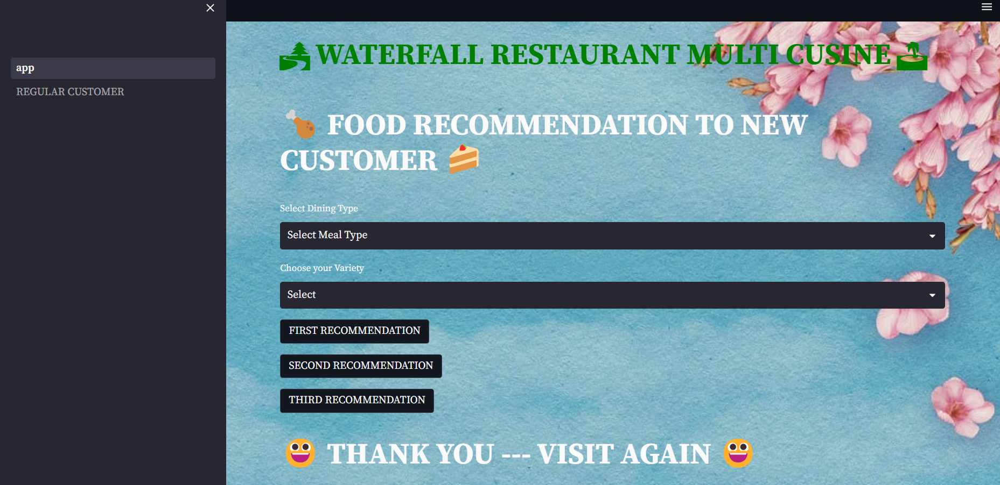 app
REGULAR CUSTOMER
WATERFALL RESTAURANT MULTI CUSINE
FOOD RECOMMENDATION TO NEW
CUSTOMER
Select Dining Type
Select Meal Type
Choose your Variety
Select
FIRST RECOMMENDATION
SECOND RECOMMENDATION
THIRD RECOMMENDATION
THANK YOU --- VISIT AGAIN